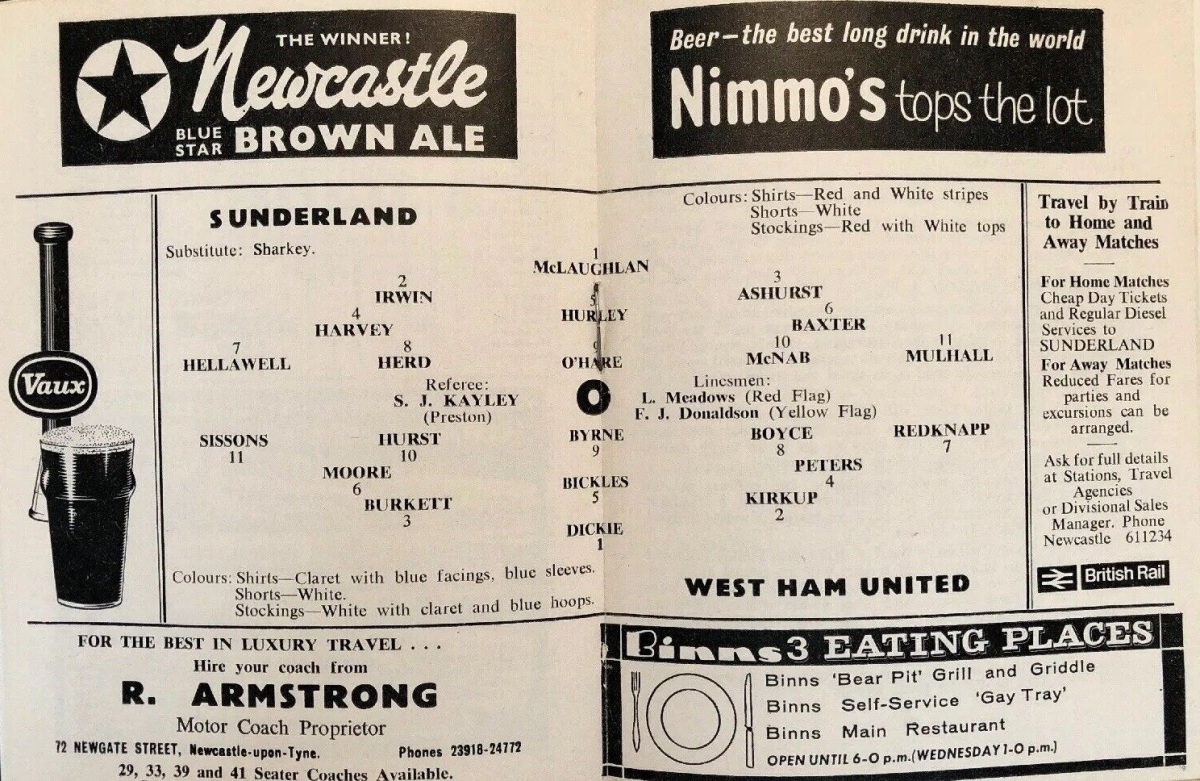 THE WINNER!
Newcastle
BLUE STAR BROWN ALE
Beer—the best long drink in the world
Nimmo's tops the lot
Vaux
SUNDERLAND
Substitute: Sharkey.
Colours: Shirts—Red and White stripes
Shorts—White
Stockings—Red with White tops
1
McLAUGHLAN
2
IRWIN
3
ASHURST
4
HARVEY
5
HURLEY
6
BAXTER
7
HELLAWELL
8
HERD
9
O'HARE
10
McNAB
11
MULHALL
Referee:
S. J. KAYLEY
(Preston)
Linesmen:
L. Meadows (Red Flag)
F. J. Donaldson (Yellow Flag)
SISSONS
11
HURST
10
BYRNE
9
BOYCE
8
REDKNAPP
7
MOORE
6
BICKLES
5
PETERS
4
BURKETT
3
KIRKUP
2
DICKIE
1
Colours: Shirts—Claret with blue facings, blue sleeves.
Shorts—White.
Stockings—White with claret and blue hoops.
WEST HAM UNITED
Travel by Train
to Home and
Away Matches
For Home Matches
Cheap Day Tickets
and Regular Diesel
Services to
SUNDERLAND
For Away Matches
Reduced Fares for
parties and
excursions can be
arranged.
Ask for full details
at Stations, Travel
Agencies
or Divisional Sales
Manager. Phone
Newcastle 611234
British Rail
FOR THE BEST IN LUXURY TRAVEL . . .
Hire your coach from
R. ARMSTRONG
Motor Coach Proprietor
72 NEWGATE STREET, Newcastle-upon-Tyne. Phones 23918-24772
29, 33, 39 and 41 Seater Coaches Available.
Binns 3 EATING PLACES
Binns 'Bear Pit' Grill and Griddle
Binns Self-Service 'Gay Tray'
Binns Main Restaurant
OPEN UNTIL 6-0 p.m.(WEDNESDAY 1-0 p.m.)